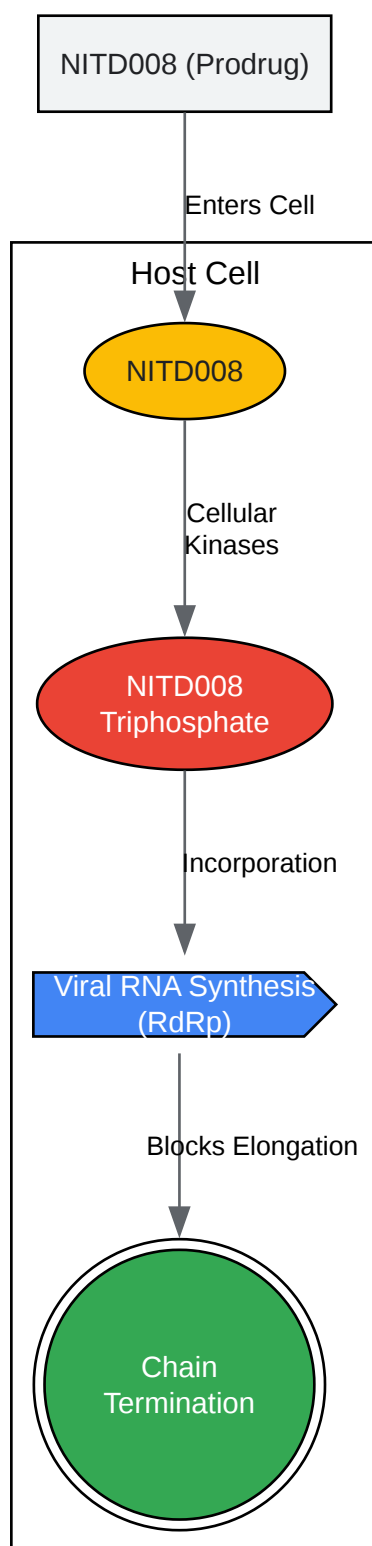 NITD008 (Prodrug)
Enters Cell
Host Cell
NITD008
Cellular
Kinases
NITD008
Triphosphate
Incorporation
Viral RNA Synthesis
(RdRp)
Blocks Elongation
Chain
Termination